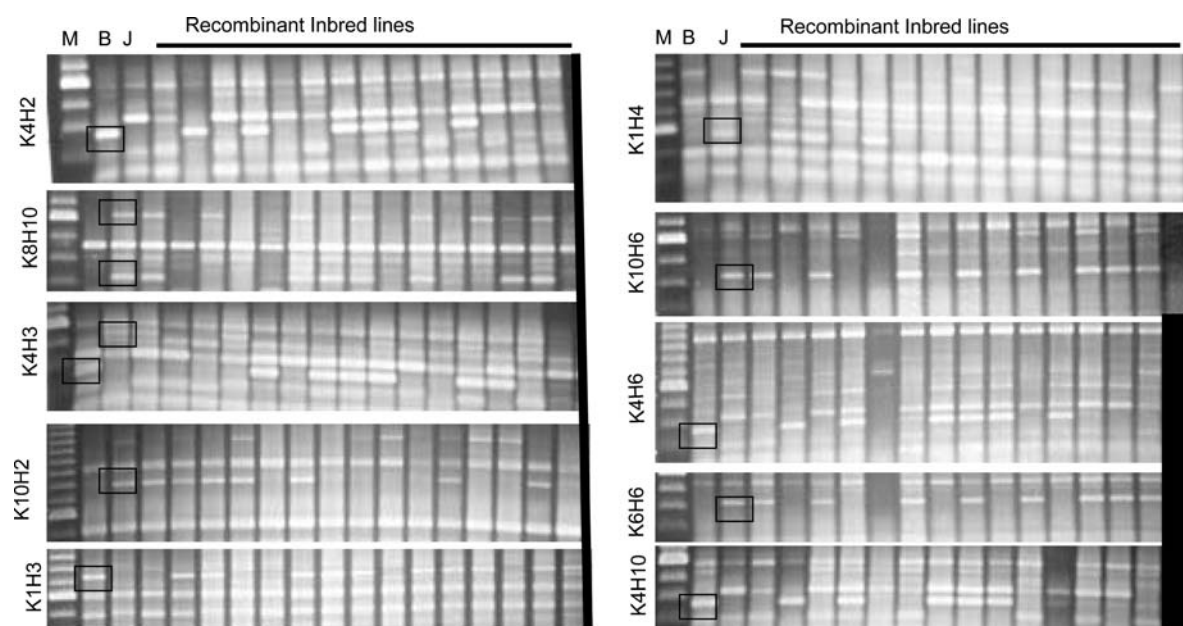 Recombinant Inbred lines
M B J
K4H2
K8H10
K4H3
K10H2
K1H3
Recombinant Inbred lines
M B J
K1H4
K10H6
K4H6
K6H6
K4H10